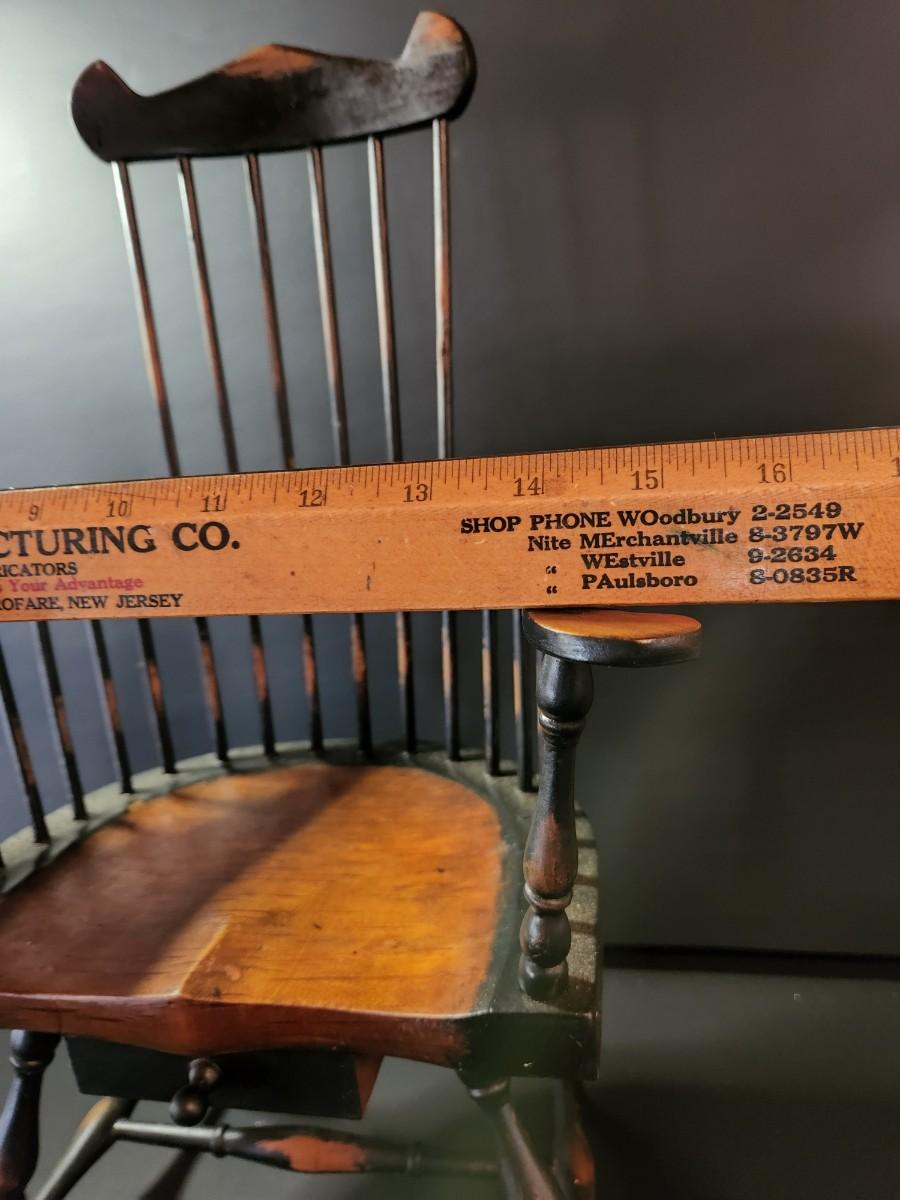 9 10 11 12 13 14 15 16
CTURING CO.
RICATORS
Your Advantage
OFARE, NEW JERSEY
SHOP PHONE WOodbury 2-2549
Nite MErchantville 8-3797W
“ WEstville 9-2634
“ PAulsboro 8-0835R